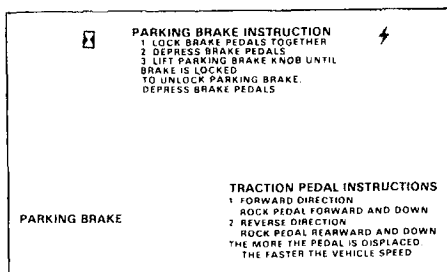 PARKING BRAKE INSTRUCTION
1 LOCK BRAKE PEDALS TOGETHER
2 DEPRESS BRAKE PEDALS
3 LIFT PARKING BRAKE KNOB UNTIL
BRAKE IS LOCKED
TO UNLOCK PARKING BRAKE,
DEPRESS BRAKE PEDALS
PARKING BRAKE
TRACTION PEDAL INSTRUCTIONS
1 FORWARD DIRECTION
ROCK PEDAL FORWARD AND DOWN
2 REVERSE DIRECTION
ROCK PEDAL REARWARD AND DOWN
THE MORE THE PEDAL IS DISPLACED
THE FASTER THE VEHICLE SPEED